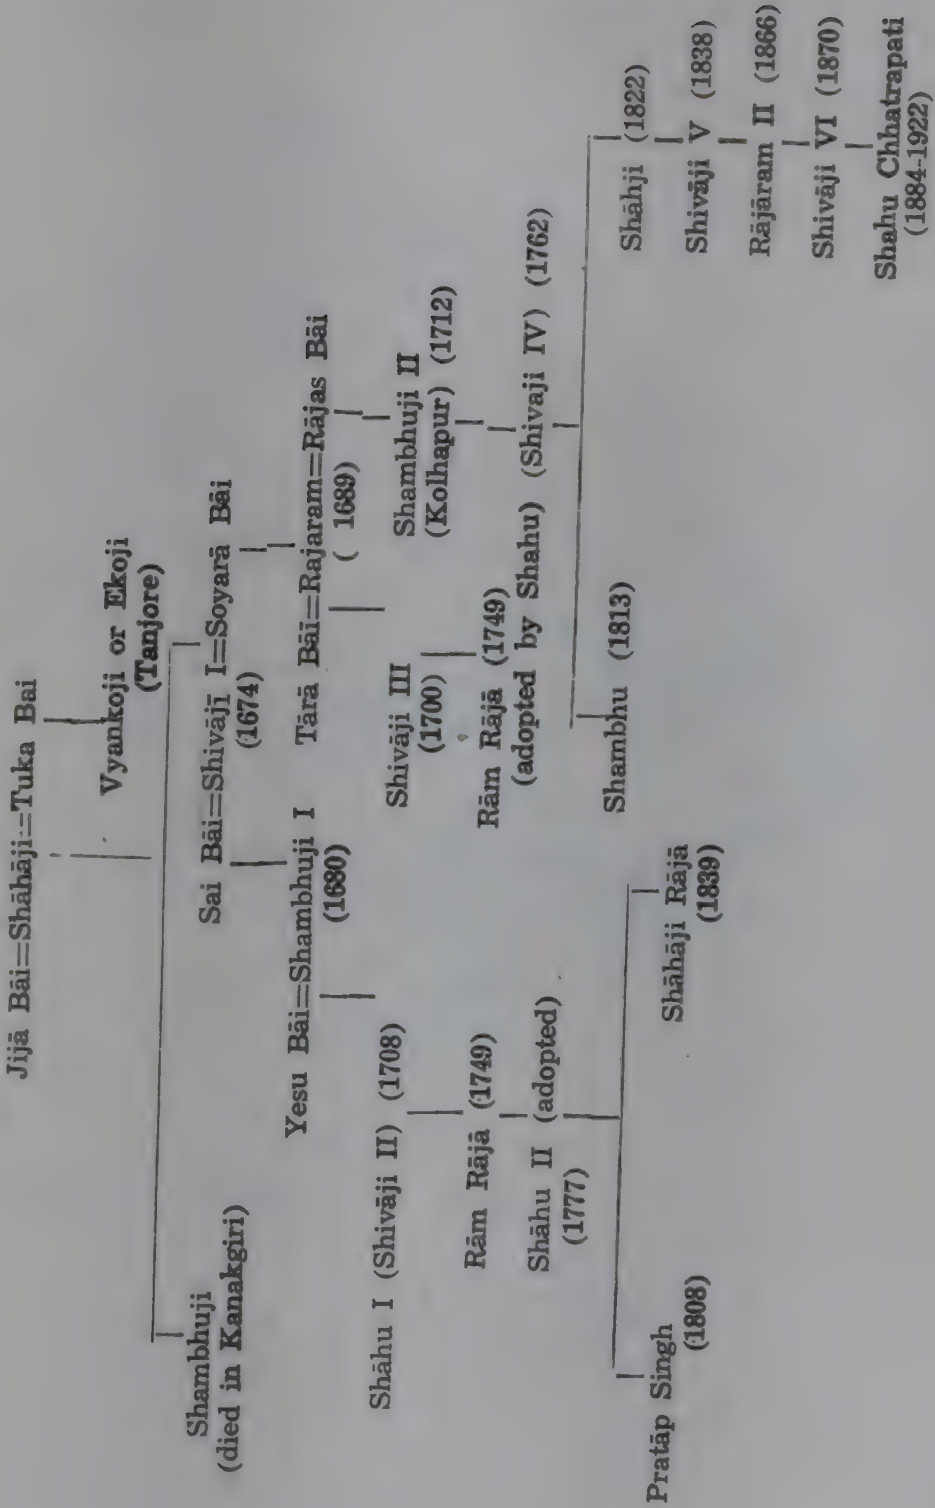 Jijā Bāi=Shāhāji=Tuka Bai
Vyankoji or Ekoji
(Tanjore)
Shambhuji
(died in Kanakgiri)
Sai Bāi=Shivājī I=Soyarā Bāi
(1674)
Yesu Bāi=Shambhuji I
(1680)
Tārā Bāi=Rajaram=Rājas Bāi
( 1689)
Shāhu I (Shivāji II) (1708)
Shivāji III
(1700)
Shambhuji II
(Kolhapur) (1712)
Rām Rājā (1749)
Rām Rājā (1749)
(adopted by Shahu) (Shivaji IV) (1762)
Shāhu II (adopted)
(1777)
Pratāp Singh
(1808)
Shāhāji Rājā
(1839)
Shambhu (1813)
Shāhji (1822)
Shivāji V (1838)
Rājāram II (1866)
Shivāji VI (1870)
Shahu Chhatrapati
(1884-1922)